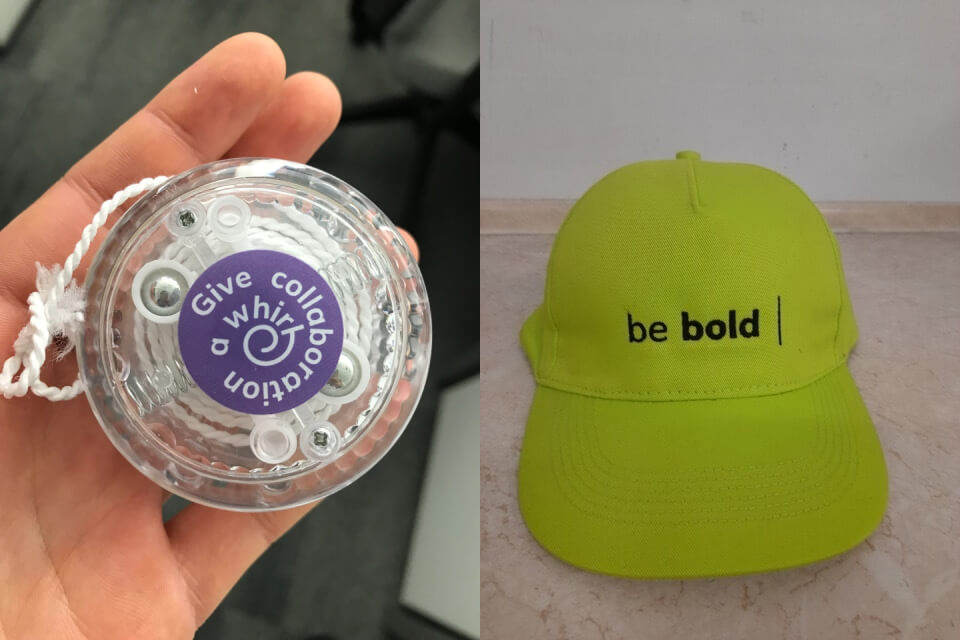 Give collaboration
a whirl
be bold |